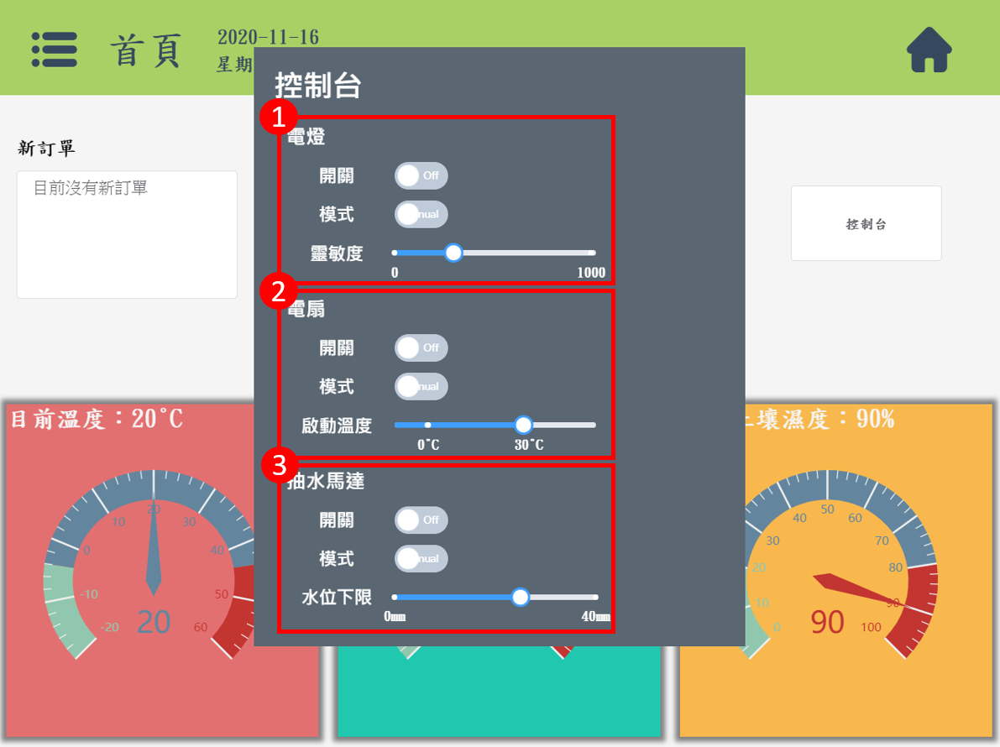 首頁
2020-11-16
星期
控制台
新訂單
目前沒有新訂單
控制台
1
電燈
開關 Off
模式 nual
靈敏度
0 1000
2
電扇
開關 Off
模式 nual
啟動溫度
0°C 30°C
3
抽水馬達
開關 Off
模式 nual
水位下限
0mm 40mm
目前溫度：20°C
-20 -10 0 10 20 30 40 50 60
20
壤濕度：90%
0 10 20 30 40 50 60 70 80 90 100
90